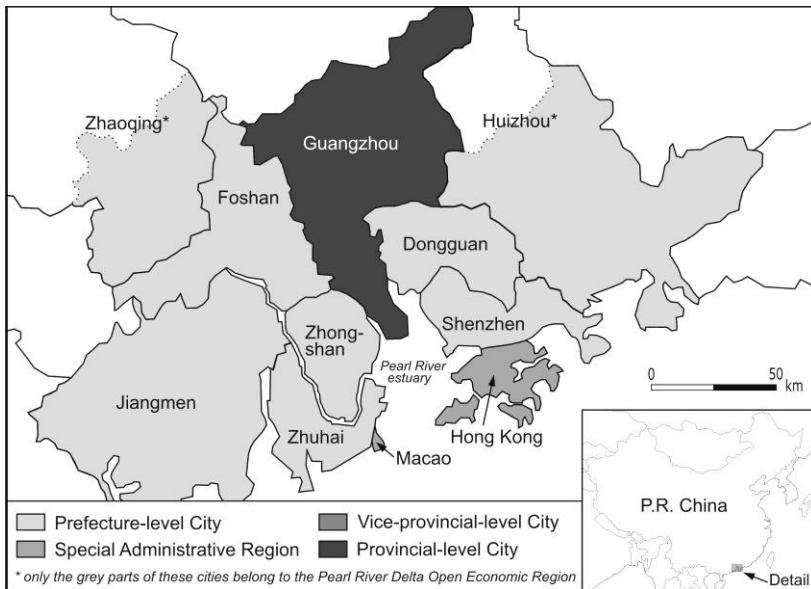 Zhaoqing*
Guangzhou
Huizhou*
Foshan
Dongguan
Shenzhen
Zhong-
shan
Pearl River
estuary
0 50
km
Jiangmen
Zhuhai
Hong Kong
Macao
P.R. China
Detail
Prefecture-level City
Vice-provincial-level City
Special Administrative Region
Provincial-level City
* only the grey parts of these cities belong to the Pearl River Delta Open Economic Region